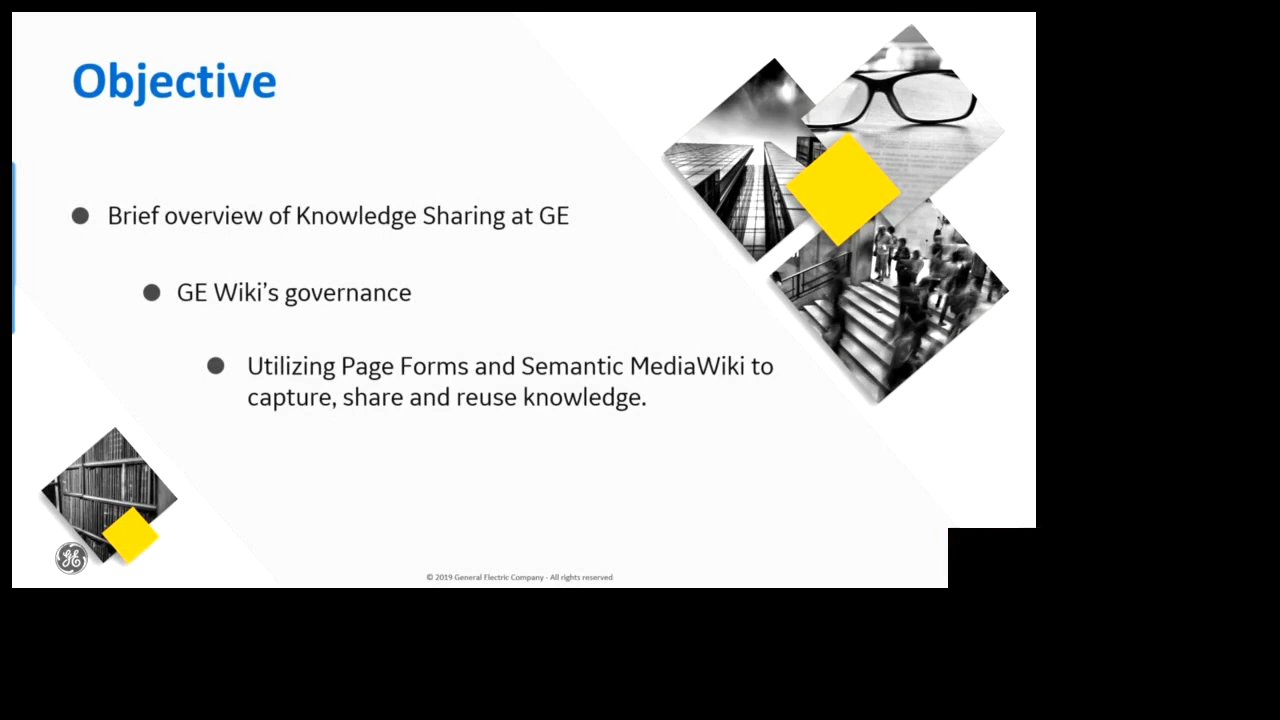 Objective
Brief overview of Knowledge Sharing at GE
GE Wiki's governance
Utilizing Page Forms and Semantic MediaWiki to
capture, share and reuse knowledge.
GE
© 2019 General Electric Company - All rights reserved